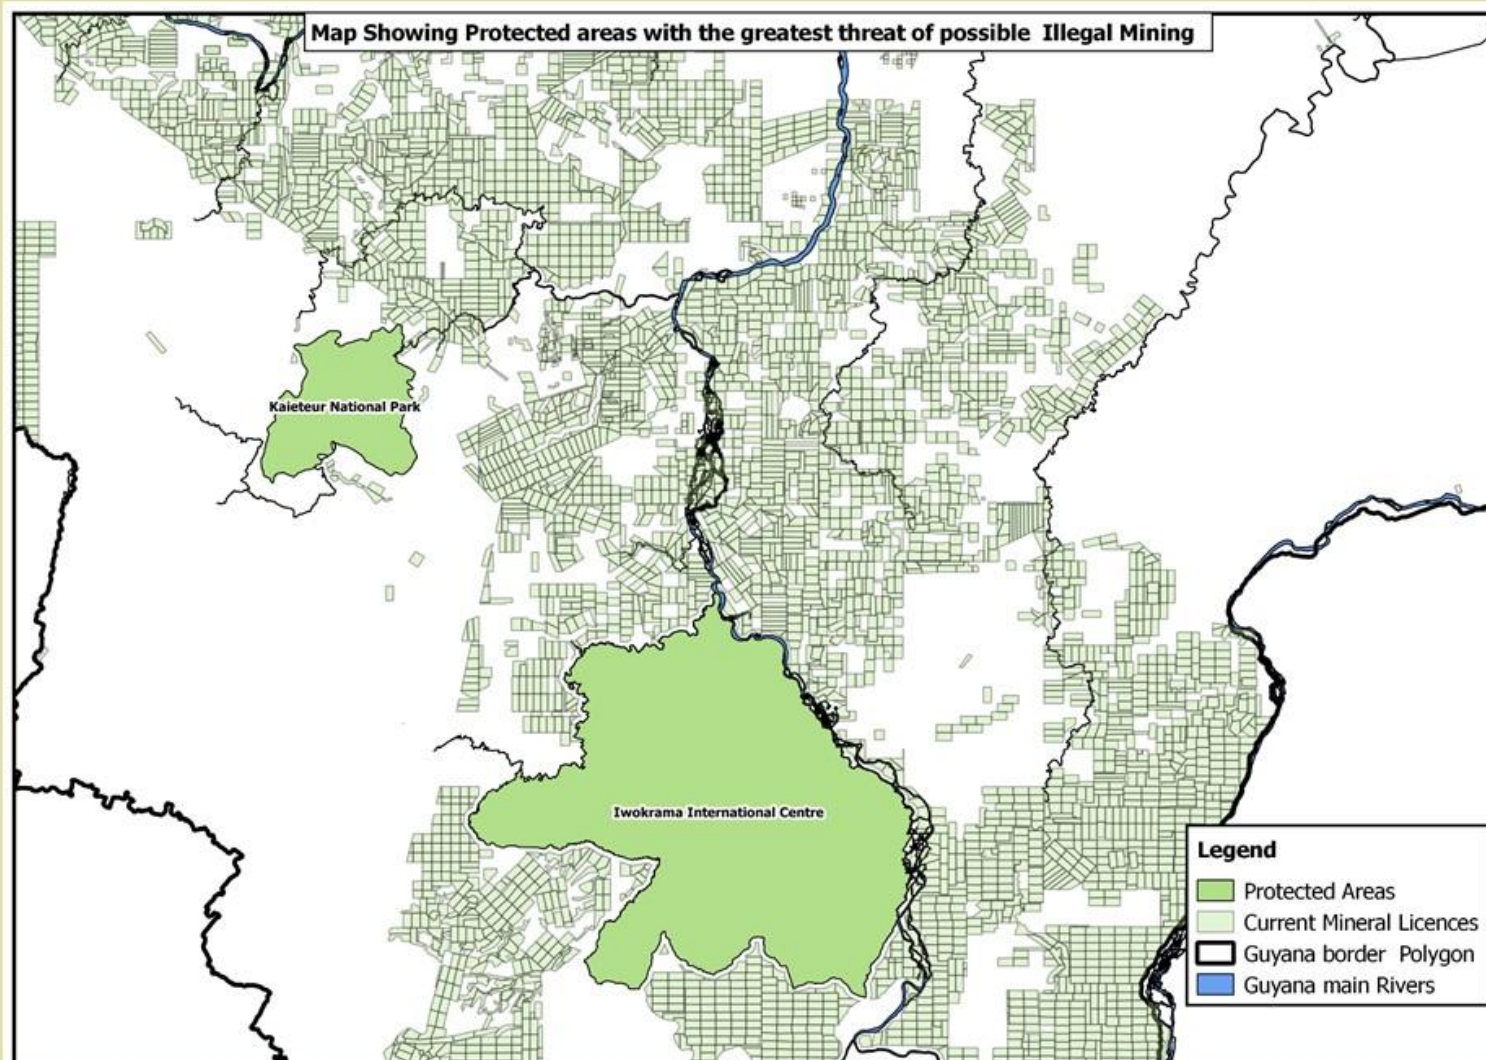 Map Showing Protected areas with the greatest threat of possible Illegal Mining
Kaieteur National Park
Iwokrama International Centre
Legend
Protected Areas
Current Mineral Licences
Guyana border Polygon
Guyana main Rivers